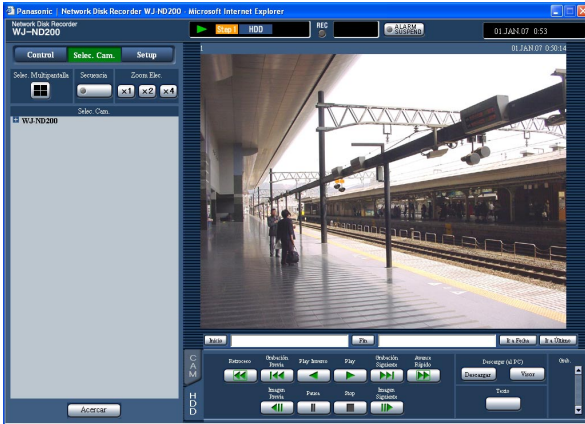 Panasonic | Network Disk Recorder WJ-ND200 - Microsoft Internet Explorer
Network Disk Recorder
WJ-ND200
Step 1 HDD
REC
ALARM
SUSPEND
01.JAN.07 0:53
Control Selec. Cam. Setup
Selec. Multipantalla Secuencia Zoom Elec.
x1 x2 x4
Selec. Cam.
WJ-ND200
1 01.JAN.07 0:50:14
Inicio Fin Ir a Fecha Ir a Último
CAM
HDD
Retroceso Grabación Previa Play Inverso Play Grabación Siguiente Avance Rápido
Imagen Previa Pausa Stop Imagen Siguiente
Descargar (al PC)
Descargar Visor
Texto
Grab.
Acercar